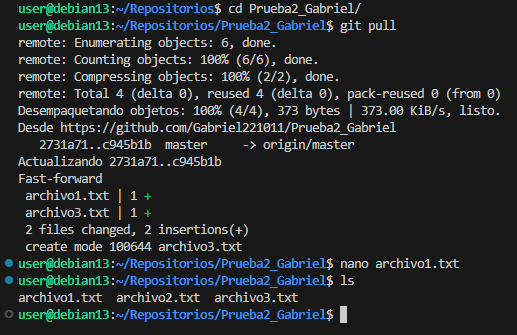 user@debian13:~/Repositorios$ cd Prueba2_Gabriel/
user@debian13:~/Repositorios/Prueba2_Gabriel$ git pull
remote: Enumerating objects: 6, done.
remote: Counting objects: 100% (6/6), done.
remote: Compressing objects: 100% (2/2), done.
remote: Total 4 (delta 0), reused 4 (delta 0), pack-reused 0 (from 0)
Desempaquetando objetos: 100% (4/4), 373 bytes | 373.00 KiB/s, listo.
Desde https://github.com/Gabriel221011/Prueba2_Gabriel
   2731a71..c945b1b  master     -> origin/master
Actualizando 2731a71..c945b1b
Fast-forward
 archivo1.txt | 1 +
 archivo3.txt | 1 +
 2 files changed, 2 insertions(+)
 create mode 100644 archivo3.txt
user@debian13:~/Repositorios/Prueba2_Gabriel$ nano archivo1.txt
user@debian13:~/Repositorios/Prueba2_Gabriel$ ls
archivo1.txt  archivo2.txt  archivo3.txt
user@debian13:~/Repositorios/Prueba2_Gabriel$